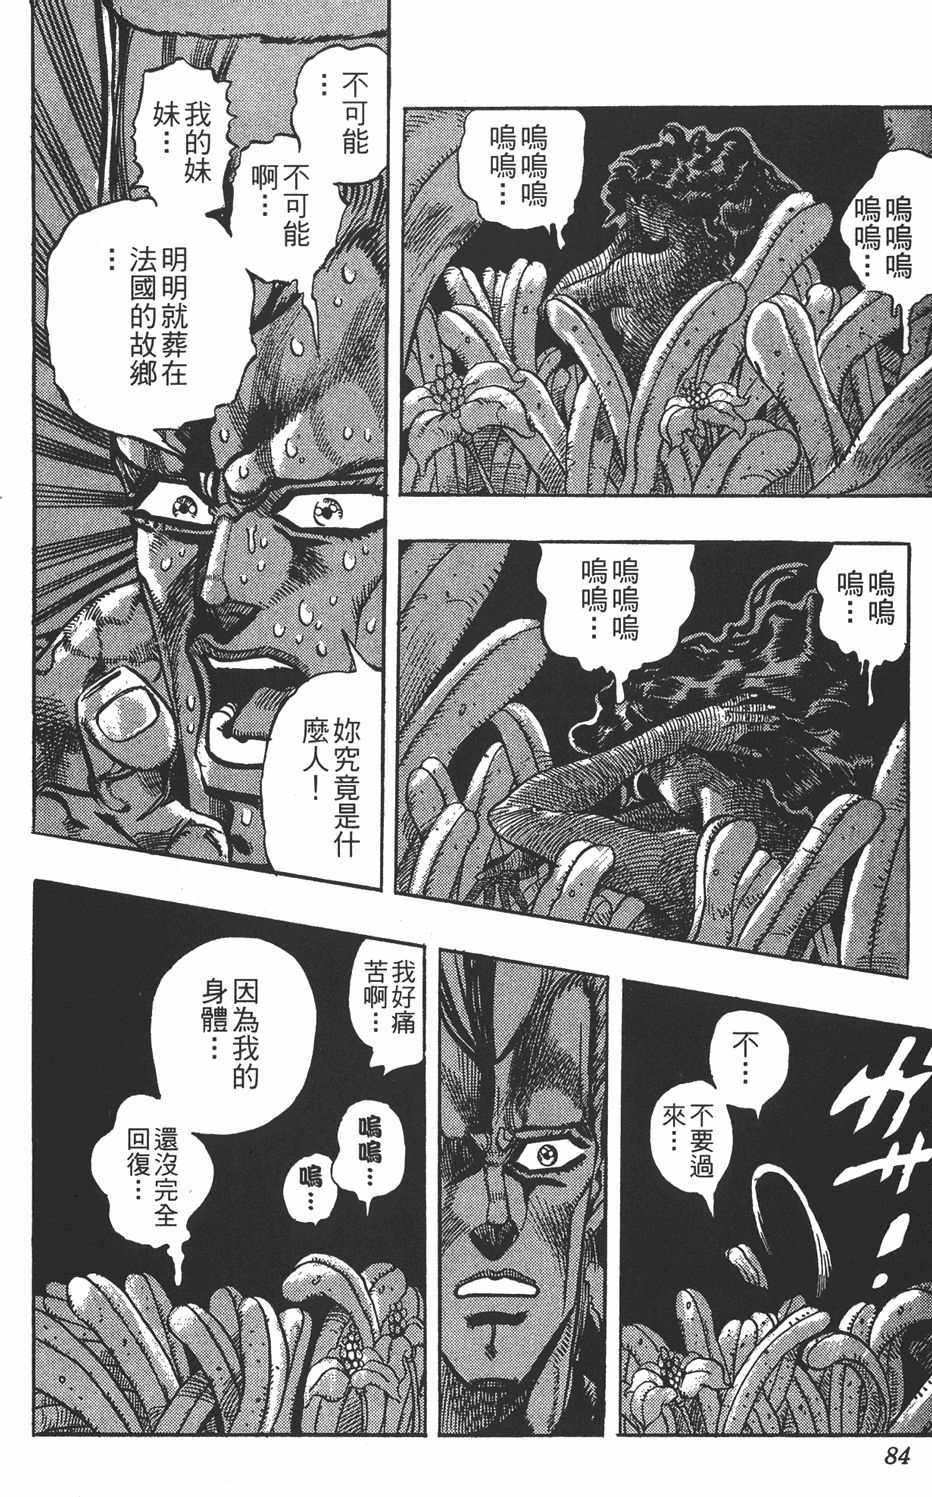 嗚嗚嗚
嗚嗚…
嗚嗚嗚
嗚嗚…
嗚嗚
嗚…
嗚嗚嗚
嗚嗚…
不可能
…
不可能
啊…
我的妹
妹…
明明就葬在
法國的故鄉
…
妳究竟是什
麼人！
ガサッ！
不…
不要過
來…
我好痛
苦啊…
因為我的
身體…
嗚
嗚…
嗚…
還沒完全
回復…
84